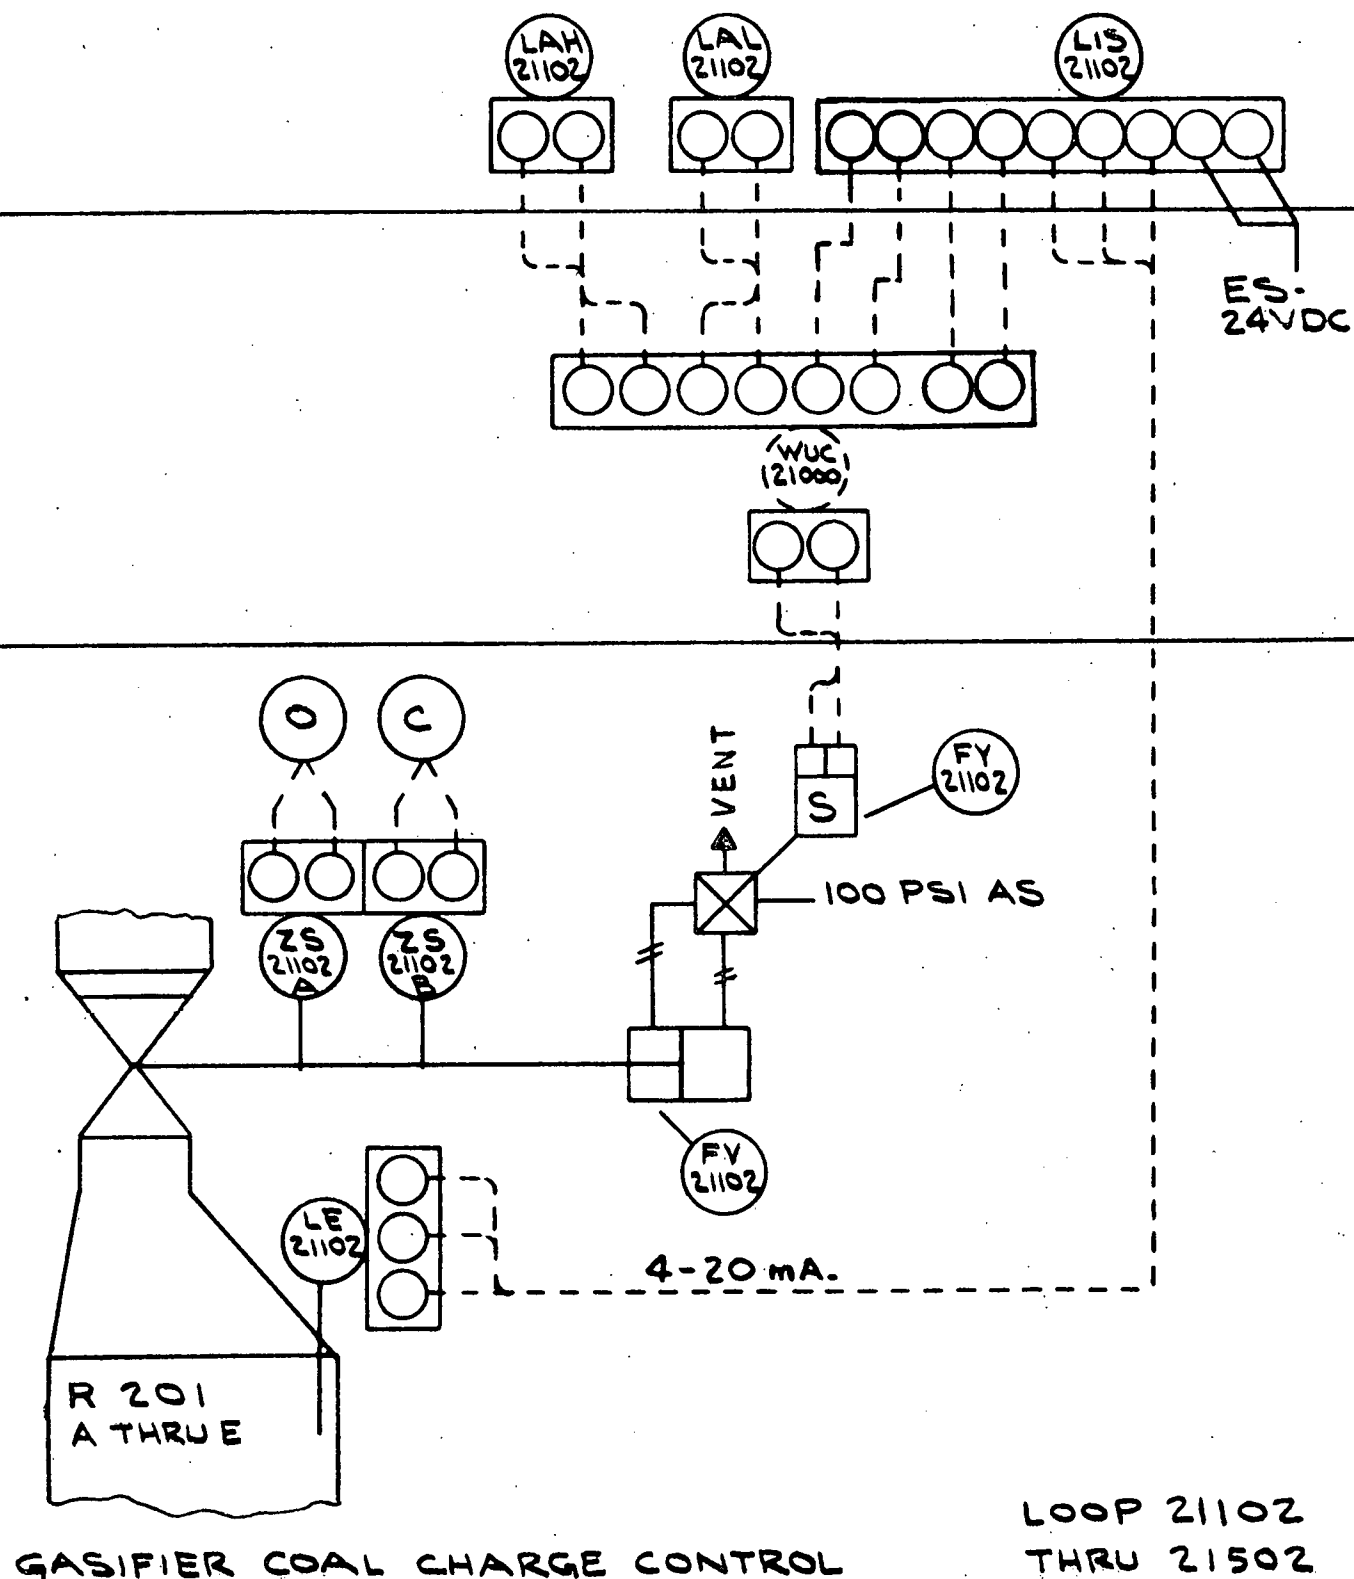 LAH
21102
LAL
21102
LIS
21102
ES.
24VDC
WUC
(21000)
O
C
VENT
S
FY
21102
100 PSI AS
ZS
21102
A
ZS
21102
B
FV
21102
LE
21102
4-20 mA.
R 201
A THRU E
LOOP 21102
THRU 21502
GASIFIER COAL CHARGE CONTROL